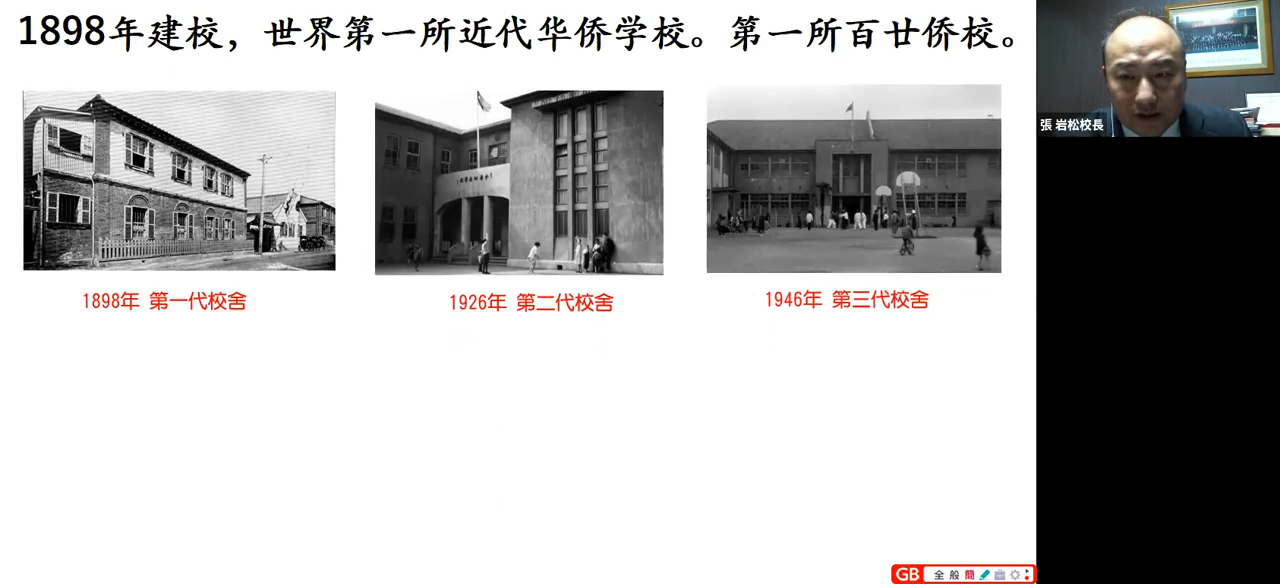 1898年建校，世界第一所近代华侨学校。第一所百廿侨校。
張 岩松校長
1898年 第一代校舍
1926年 第二代校舍
1946年 第三代校舍
GB 全 般 簡